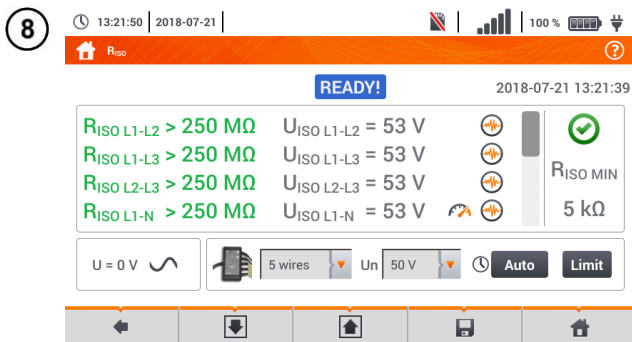 8
13:21:50 2018-07-21 100 %
RISO ?
READY! 2018-07-21 13:21:39
RISO L1-L2 > 250 MΩ UISO L1-L2 = 53 V
RISO L1-L3 > 250 MΩ UISO L1-L3 = 53 V
RISO L2-L3 > 250 MΩ UISO L2-L3 = 53 V
RISO L1-N > 250 MΩ UISO L1-N = 53 V
RISO MIN
5 kΩ
U = 0 V 5 wires Un 50 V Auto Limit